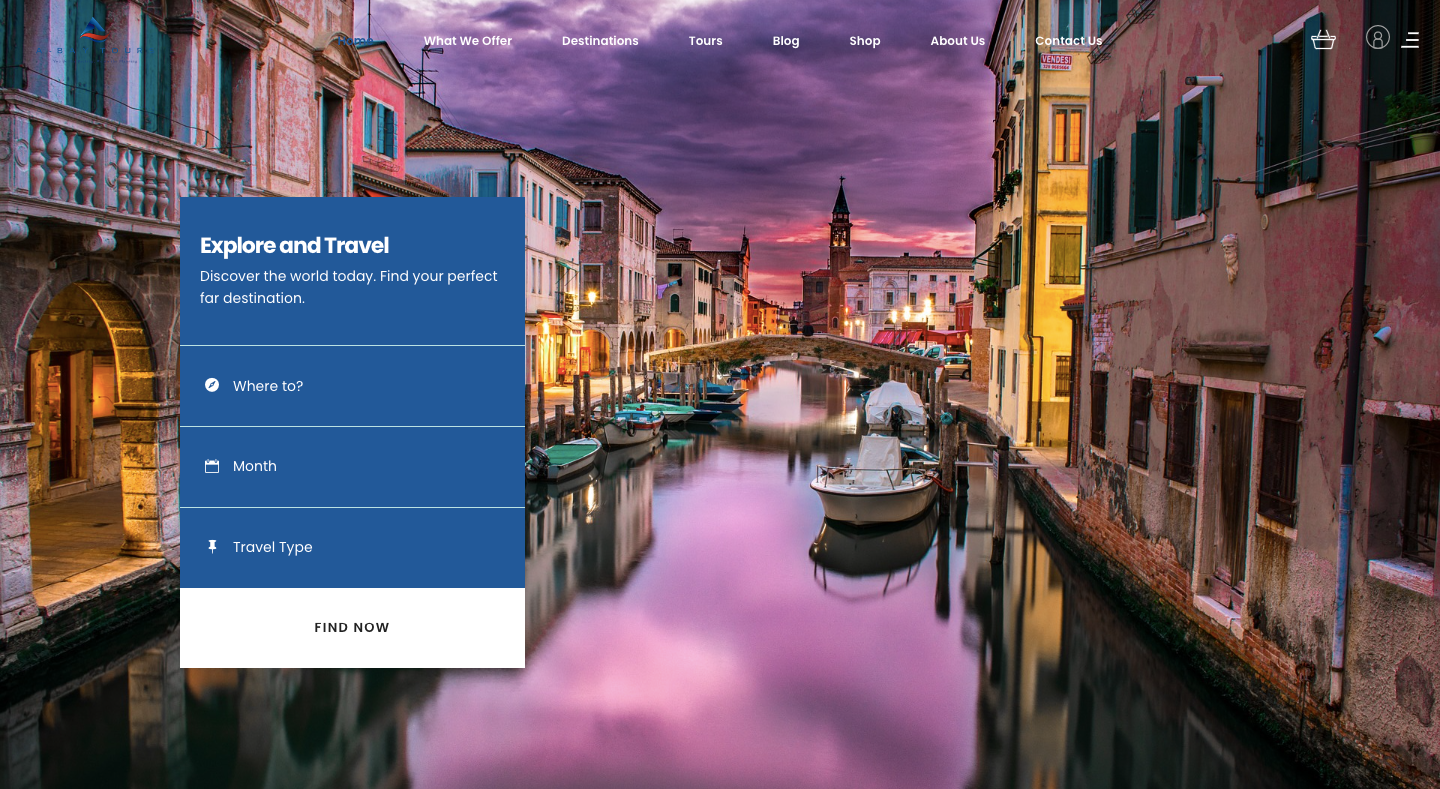 Home
What We Offer
Destinations
Tours
Blog
Shop
About Us
Contact Us
VENDESI
Explore and Travel
Discover the world today. Find your perfect
far destination.
Where to?
Month
Travel Type
FIND NOW